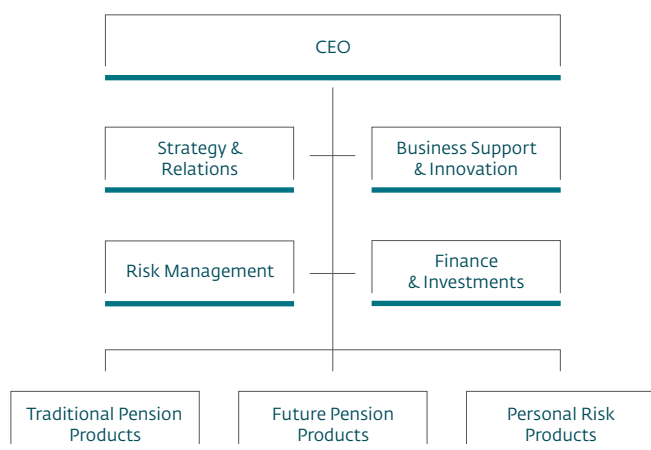 CEO
Strategy &
Relations
Business Support
& Innovation
Risk Management
Finance
& Investments
Traditional Pension
Products
Future Pension
Products
Personal Risk
Products